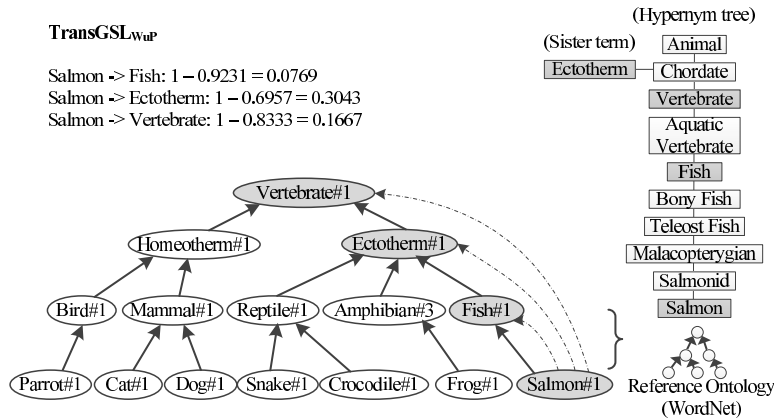 TransGSLWuP
(Hypernym tree)
(Sister term)
Animal
Ectotherm
Chordate
Salmon -> Fish: 1 − 0.9231 = 0.0769
Salmon -> Ectotherm: 1 − 0.6957 = 0.3043
Salmon -> Vertebrate: 1 − 0.8333 = 0.1667
Vertebrate
Aquatic
Vertebrate
Fish
Bony Fish
Teleost Fish
Malacopterygian
Salmonid
Salmon
Vertebrate#1
Homeotherm#1
Ectotherm#1
Bird#1
Mammal#1
Reptile#1
Amphibian#3
Fish#1
Parrot#1
Cat#1
Dog#1
Snake#1
Crocodile#1
Frog#1
Salmon#1
Reference Ontology
(WordNet)